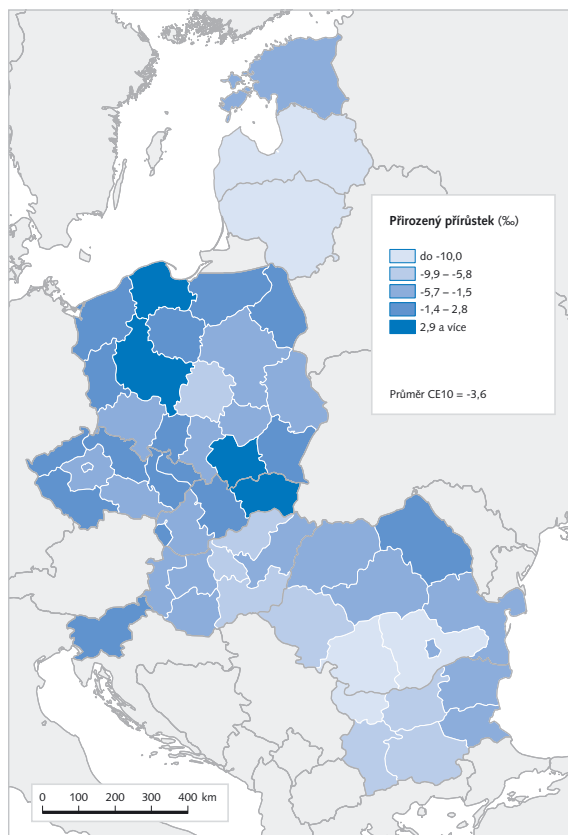 Přirozený přírůstek (‰)
do -10,0
-9,9 – -5,8
-5,7 – -1,5
-1,4 – 2,8
2,9 a více
Průměr CE10 = -3,6
0 100 200 300 400 km